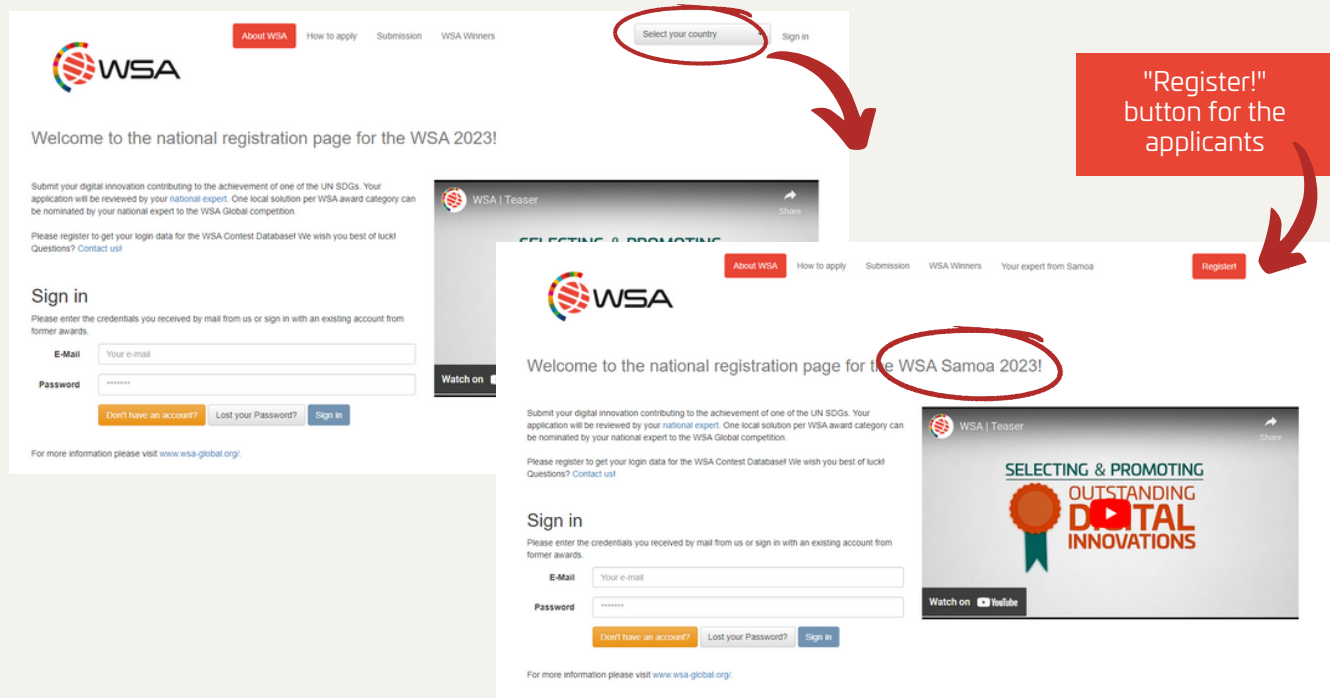 About WSA
How to apply
Submission
WSA Winners
Select your country
Sign in
WSA
Welcome to the national registration page for the WSA 2023!
Submit your digital innovation contributing to the achievement of one of the UN SDGs. Your
application will be reviewed by your national expert. One local solution per WSA award category can
be nominated by your national expert to the WSA Global competition.
Please register to get your login data for the WSA Contest Database! We wish you best of luck!
Questions? Contact us!
Sign in
Please enter the credentials you received by mail from us or sign in with an existing account from
former awards.
E-Mail
Your e-mail
Password
*******
Don't have an account?
Lost your Password?
Sign in
For more information please visit www.wsa-global.org/.
WSA | Teaser
Share
SELECTING & PROMOTING
Watch on
"Register!"
button for the
applicants
About WSA
How to apply
Submission
WSA Winners
Your expert from Samoa
Register!
WSA
Welcome to the national registration page for the WSA Samoa 2023!
Submit your digital innovation contributing to the achievement of one of the UN SDGs. Your
application will be reviewed by your national expert. One local solution per WSA award category can
be nominated by your national expert to the WSA Global competition.
Please register to get your login data for the WSA Contest Database! We wish you best of luck!
Questions? Contact us!
Sign in
Please enter the credentials you received by mail from us or sign in with an existing account from
former awards.
E-Mail
Your e-mail
Password
*******
Don't have an account?
Lost your Password?
Sign in
For more information please visit www.wsa-global.org/.
WSA | Teaser
Share
SELECTING & PROMOTING
OUTSTANDING
DIGITAL
INNOVATIONS
Watch on YouTube